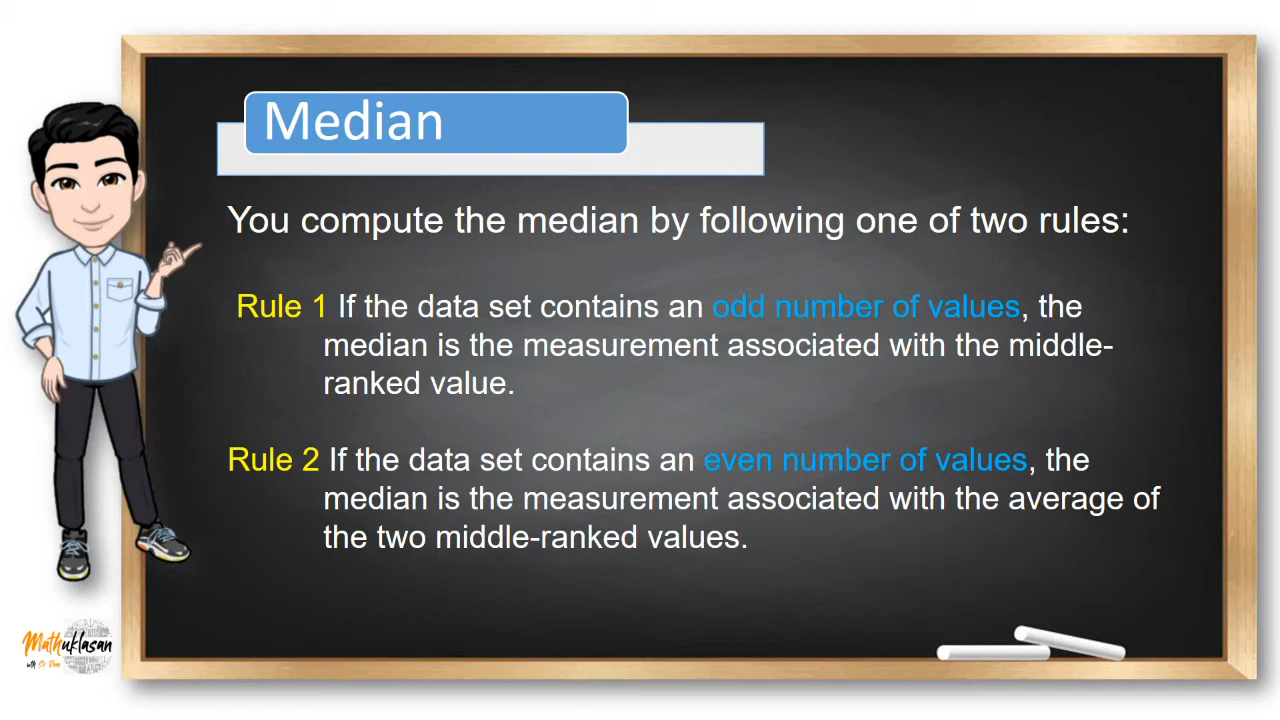 Median
You compute the median by following one of two rules:
Rule 1 If the data set contains an odd number of values, the
median is the measurement associated with the middle-
ranked value.
Rule 2 If the data set contains an even number of values, the
median is the measurement associated with the average of
the two middle-ranked values.
Mathuklasan
with Sir Ram